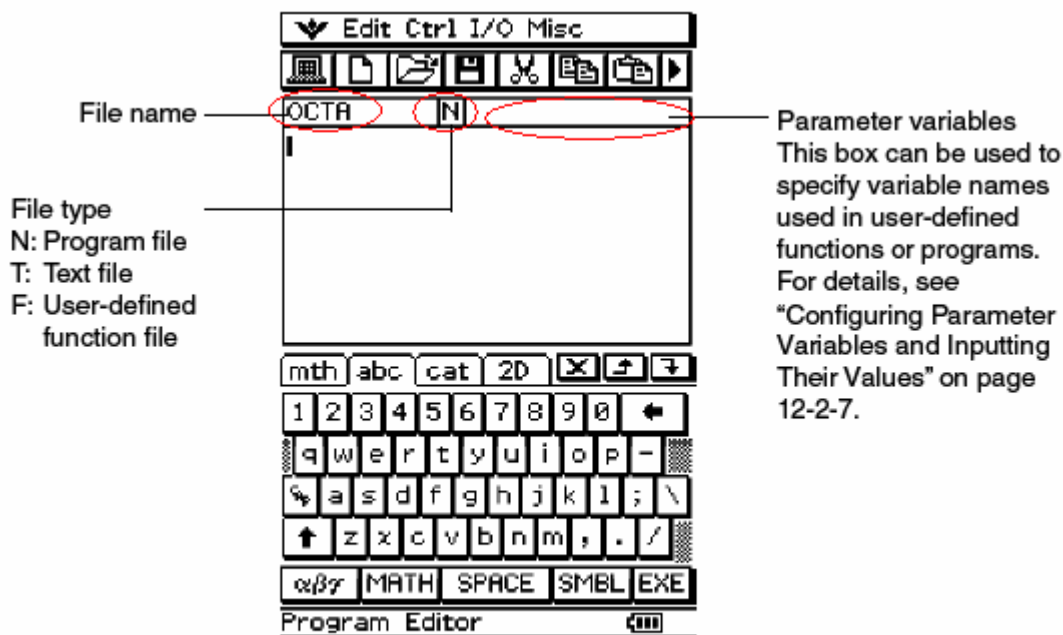 Edit Ctrl I/O Misc
File name
OCTA N
Parameter variables
This box can be used to
specify variable names
used in user-defined
functions or programs.
For details, see
“Configuring Parameter
Variables and Inputting
Their Values” on page
12-2-7.
File type
N: Program file
T: Text file
F: User-defined
function file
mth abc cat 2D
1 2 3 4 5 6 7 8 9 0
q w e r t y u i o p -
a s d f g h j k l ; \
z x c v b n m , . /
αβγ MATH SPACE SMBL EXE
Program Editor